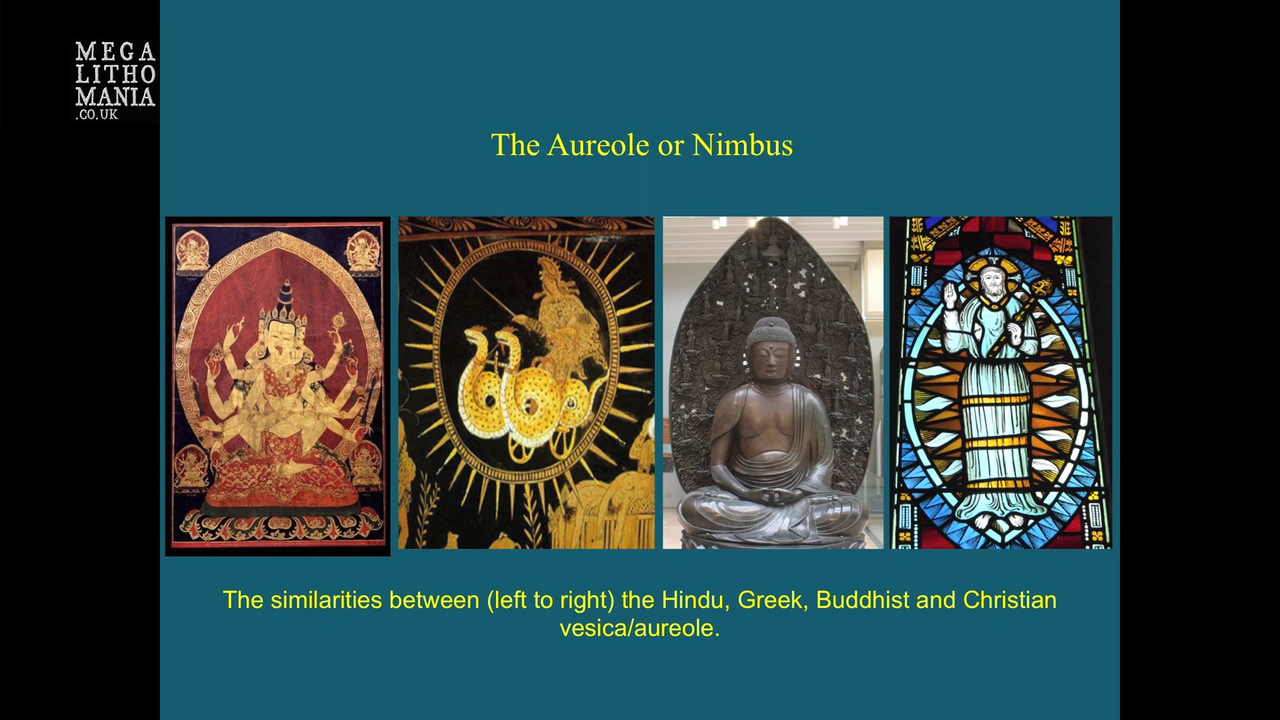 MEGA
LITHO
MANIA
.CO.UK
The Aureole or Nimbus
The similarities between (left to right) the Hindu, Greek, Buddhist and Christian
vesica/aureole.